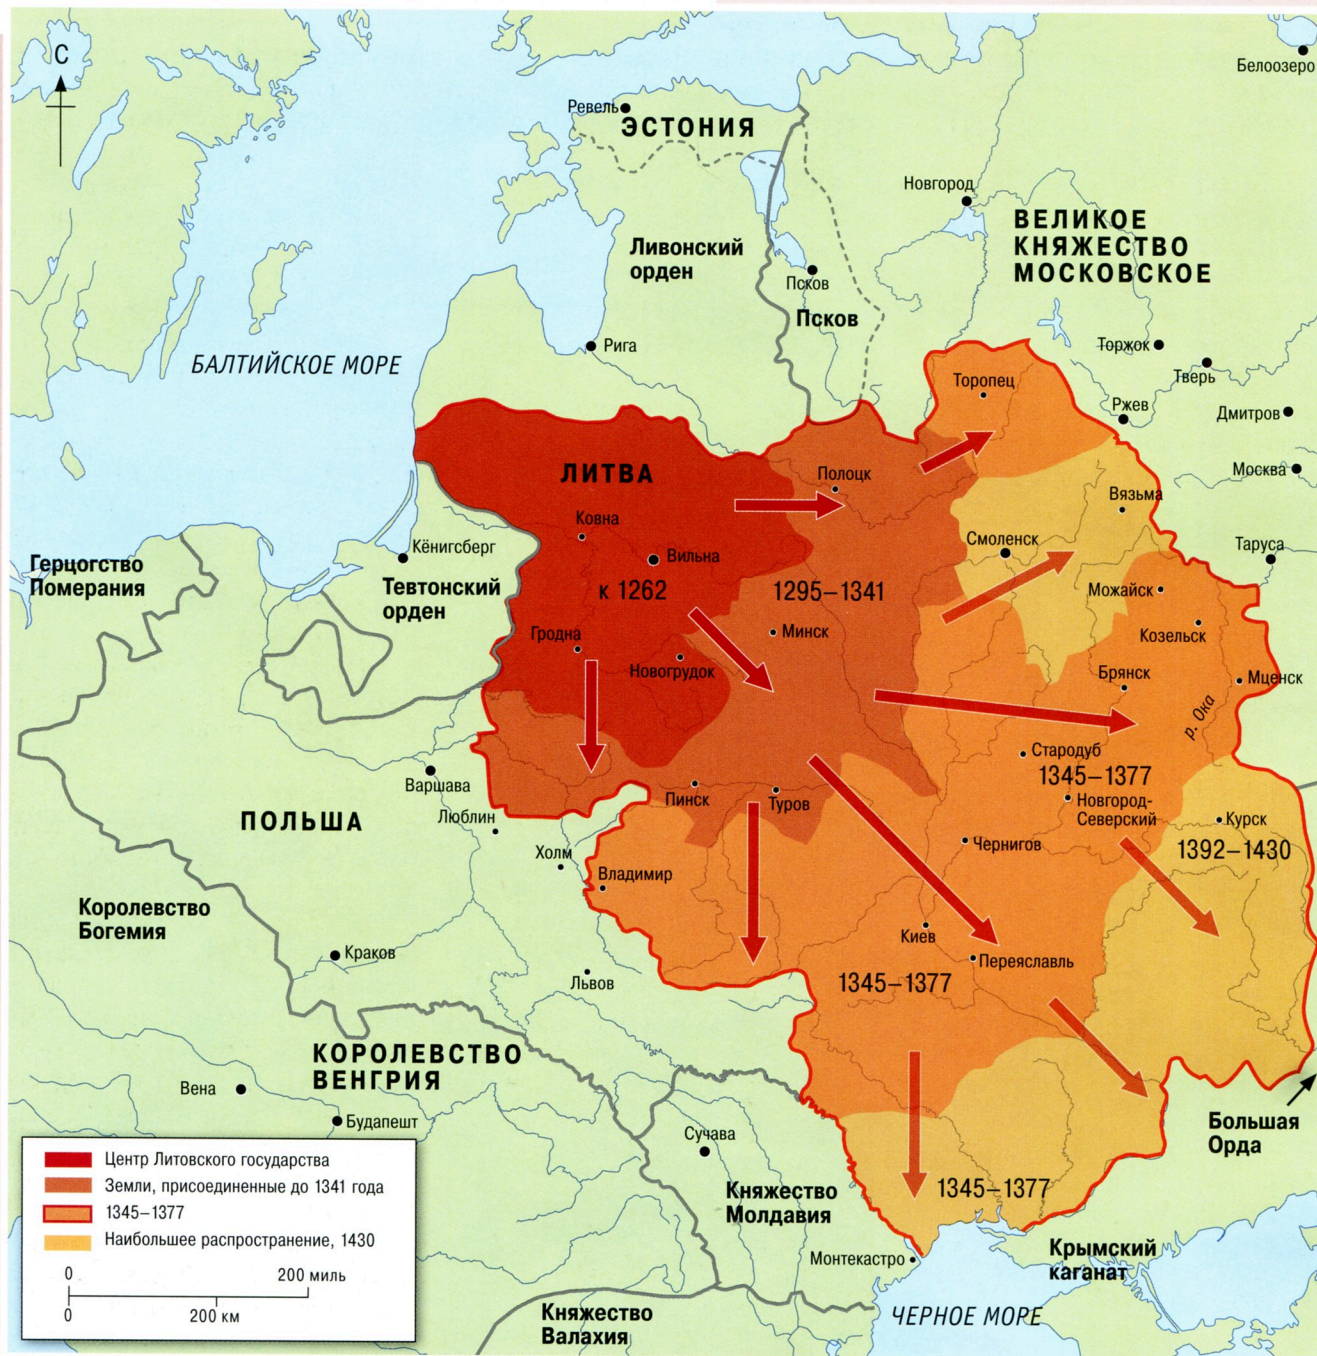 С
Белоозеро
Ревель
ЭСТОНИЯ
Новгород
ВЕЛИКОЕ
КНЯЖЕСТВО
МОСКОВСКОЕ
Ливонский
орден
Псков
Псков
Рига
БАЛТИЙСКОЕ МОРЕ
Торжок
Тверь
Торопец
Ржев
Дмитров
Москва
ЛИТВА
Полоцк
Вязьма
Ковна
Смоленск
Таруса
Кёнигсберг
Вильна
Герцогство
Померания
Тевтонский
орден
к 1262
1295–1341
Можайск
Гродна
Минск
Козельск
Новогрудок
Брянск
Мценск
р. Ока
Стародуб
1345–1377
Варшава
Пинск
Туров
Новгород-
Северский
ПОЛЬША
Люблин
Курск
Чернигов
1392–1430
Холм
Владимир
Королевство
Богемия
Киев
Краков
Переяславль
Львов
1345–1377
КОРОЛЕВСТВО
ВЕНГРИЯ
Вена
Будапешт
Большая
Орда
Сучава
Княжество
Молдавия
1345–1377
Монтекастро
Крымский
каганат
ЧЕРНОЕ МОРЕ
Княжество
Валахия
Центр Литовского государства
Земли, присоединенные до 1341 года
1345–1377
Наибольшее распространение, 1430
0 200 миль
0 200 км